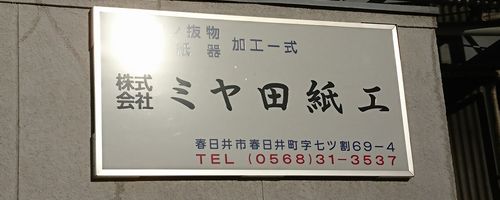 抜物
紙器 加工一式
株式会社 ミヤ田紙工
春日井市春日井町字七ツ割69-4
TEL (0568)31-3537